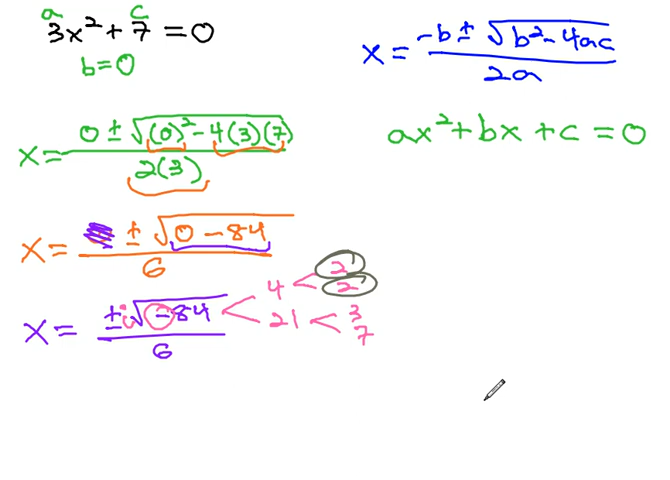 a c
3x² + 7 = 0
b = 0
x = (-b ± √(b² - 4ac)) / 2a
ax² + bx + c = 0
x = (0 ± √((0)² - 4(3)(7))) / 2(3)
x = ± √(0 - 84) / 6
x = ± i√(-84) / 6
4 2 2
21 3 7